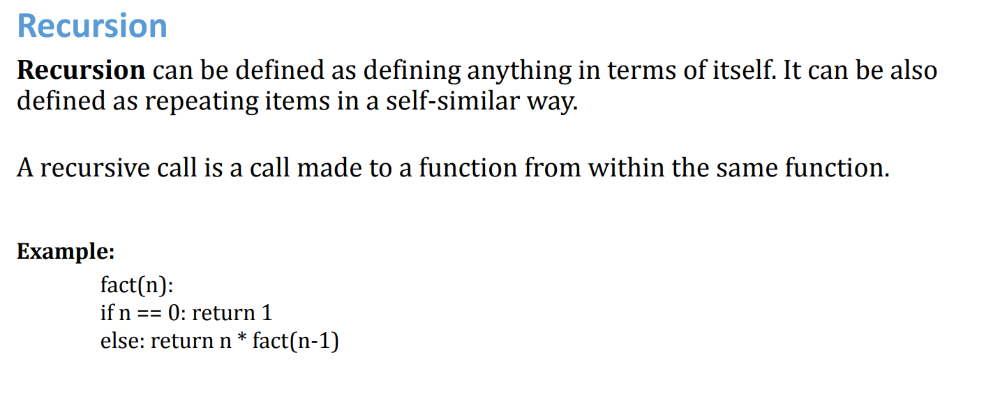 Recursion
Recursion can be defined as defining anything in terms of itself. It can be also
defined as repeating items in a self-similar way.
A recursive call is a call made to a function from within the same function.
Example:
fact(n):
if n == 0: return 1
else: return n * fact(n-1)